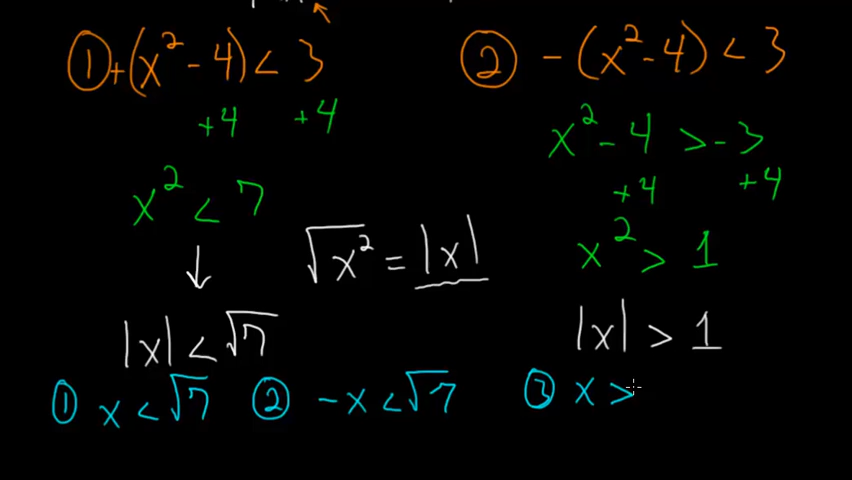 ① +(x² - 4) < 3
+4 +4
x² < 7
|x| < √7
① x < √7 ② -x < √7
√x² = |x|
② -(x² - 4) < 3
x² - 4 > -3
+4 +4
x² > 1
|x| > 1
③ x >